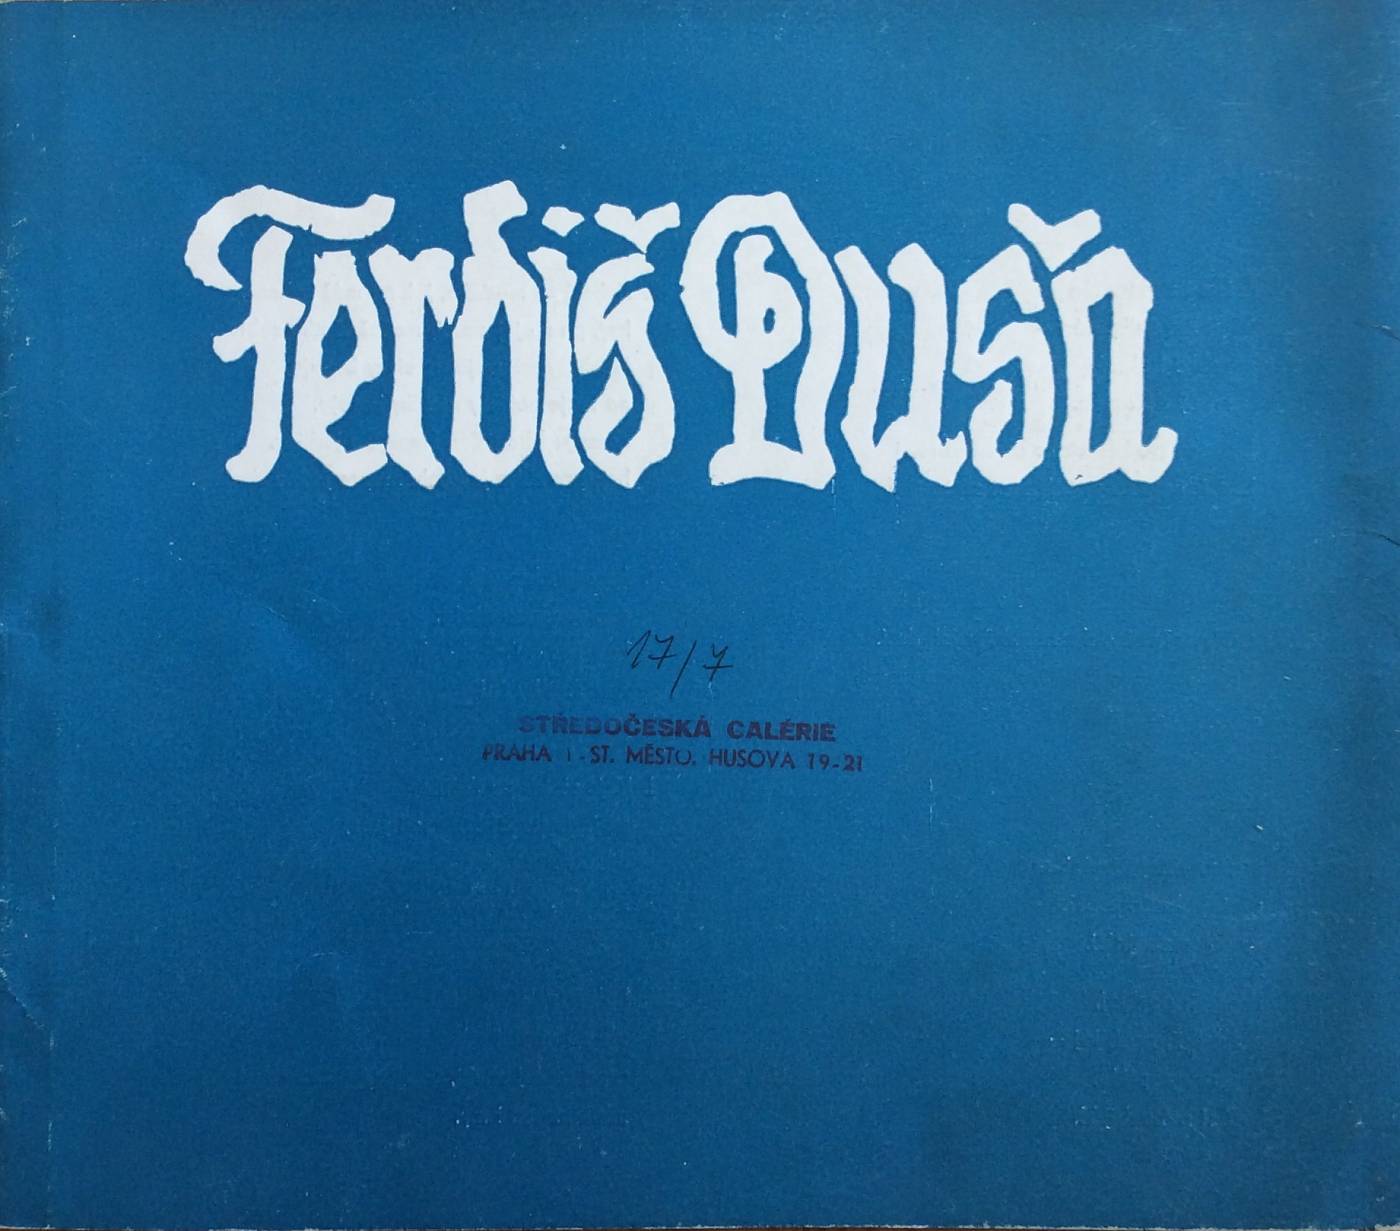 Ferdiš Duša
17/7
STŘEDOČESKÁ GALÉRIE
PRAHA 1 - ST. MĚSTO, HUSOVA 19-21